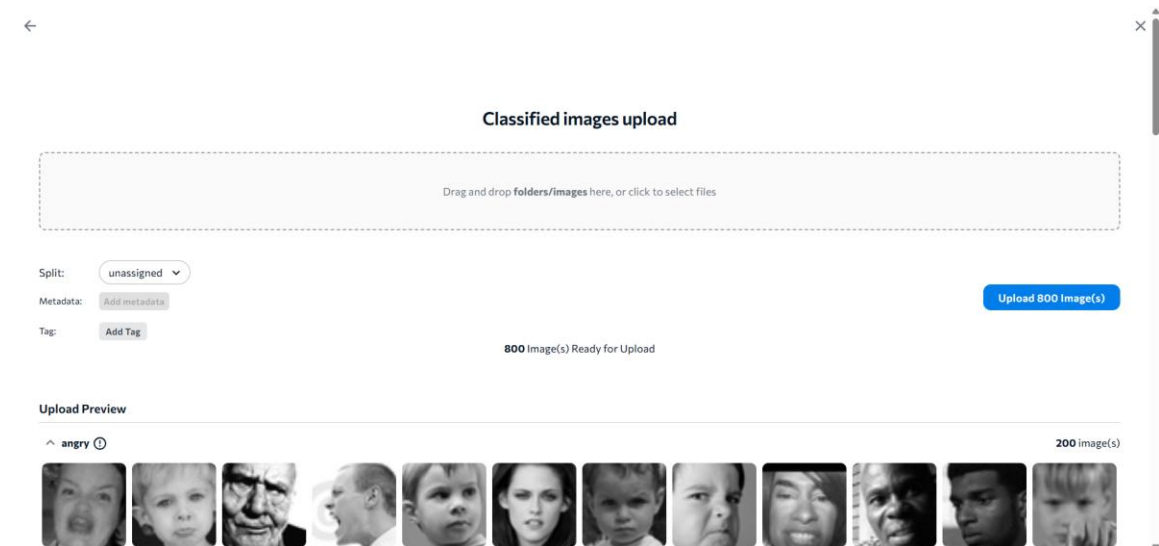 Classified images upload
Drag and drop folders/images here, or click to select files
Split: unassigned
Metadata: Add metadata
Upload 800 Image(s)
Tag: Add Tag
800 Image(s) Ready for Upload
Upload Preview
angry 200 image(s)